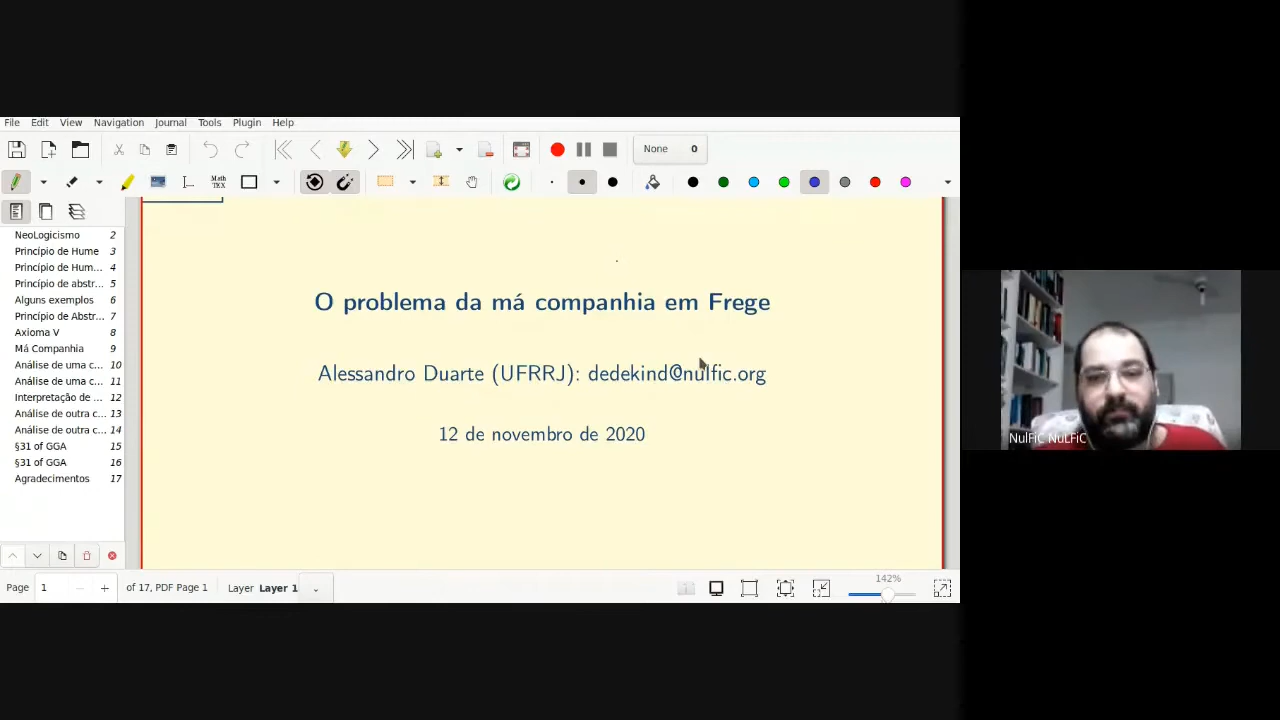 File Edit View Navigation Journal Tools Plugin Help
None 0
Math
TEX
NeoLogicismo 2
Princípio de Hume 3
Princípio de Hum... 4
Princípio de abstr... 5
Alguns exemplos 6
Princípio de Abstr... 7
Axioma V 8
Má Companhia 9
Análise de uma c... 10
Análise de uma c... 11
Interpretação de ... 12
Análise de outra c... 13
Análise de outra c... 14
§31 of GGA 15
§31 of GGA 16
Agradecimentos 17
O problema da má companhia em Frege
Alessandro Duarte (UFRRJ): dedekind@nulfic.org
12 de novembro de 2020
NulFiC NuLFiC
Page 1 of 17, PDF Page 1 Layer Layer 1 142%